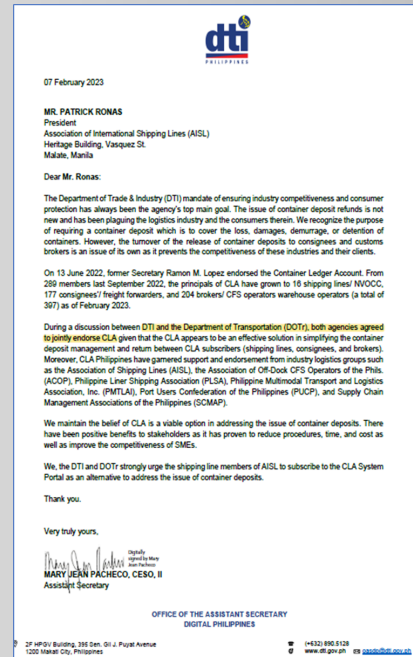 dti
PHILIPPINES
07 February 2023
MR. PATRICK RONAS
President
Association of International Shipping Lines (AISL)
Heritage Building, Vasquez St.
Malate, Manila
Dear Mr. Ronas:
The Department of Trade & Industry (DTI) mandate of ensuring industry competitiveness and consumer
protection has always been the agency's top main goal. The issue of container deposit refunds is not
new and has been plaguing the logistics industry and the consumers therein. We recognize the purpose
of requiring a container deposit which is to cover the loss, damages, demurrage, or detention of
containers. However, the turnover of the release of container deposits to consignees and customs
brokers is an issue of its own as it prevents the competitiveness of these industries and their clients.
On 13 June 2022, former Secretary Ramon M. Lopez endorsed the Container Ledger Account. From
289 members last September 2022, the principals of CLA have grown to 16 shipping lines/ NVOCC,
177 consignees'/ freight forwarders, and 204 brokers/ CFS operators warehouse operators (a total of
397) as of February 2023.
During a discussion between DTI and the Department of Transportation (DOTr), both agencies agreed
to jointly endorse CLA given that the CLA appears to be an effective solution in simplifying the container
deposit management and return between CLA subscribers (shipping lines, consignees, and brokers).
Moreover, CLA Philippines have garnered support and endorsement from industry logistics groups such
as the Association of Shipping Lines (AISL), the Association of Off-Dock CFS Operators of the Phils.
(ACOP), Philippine Liner Shipping Association (PLSA), Philippine Multimodal Transport and Logistics
Association, Inc. (PMTLAI), Port Users Confederation of the Philippines (PUCP), and Supply Chain
Management Associations of the Philippines (SCMAP).
We maintain the belief of CLA is a viable option in addressing the issue of container deposits. There
have been positive benefits to stakeholders as it has proven to reduce procedures, time, and cost as
well as improve the competitiveness of SMEs.
We, the DTI and DOTr strongly urge the shipping line members of AISL to subscribe to the CLA System
Portal as an alternative to address the issue of container deposits.
Thank you.
Very truly yours,
Digitally
signed by Mary
Jean Pacheco
MARY JEAN PACHECO, CESO, II
Assistant Secretary
OFFICE OF THE ASSISTANT SECRETARY
DIGITAL PHILIPPINES
2F HPGV Building, 395 Sen. Gil J. Puyat Avenue
1200 Makati City, Philippines
(+632) 890.5128
www.dti.gov.ph